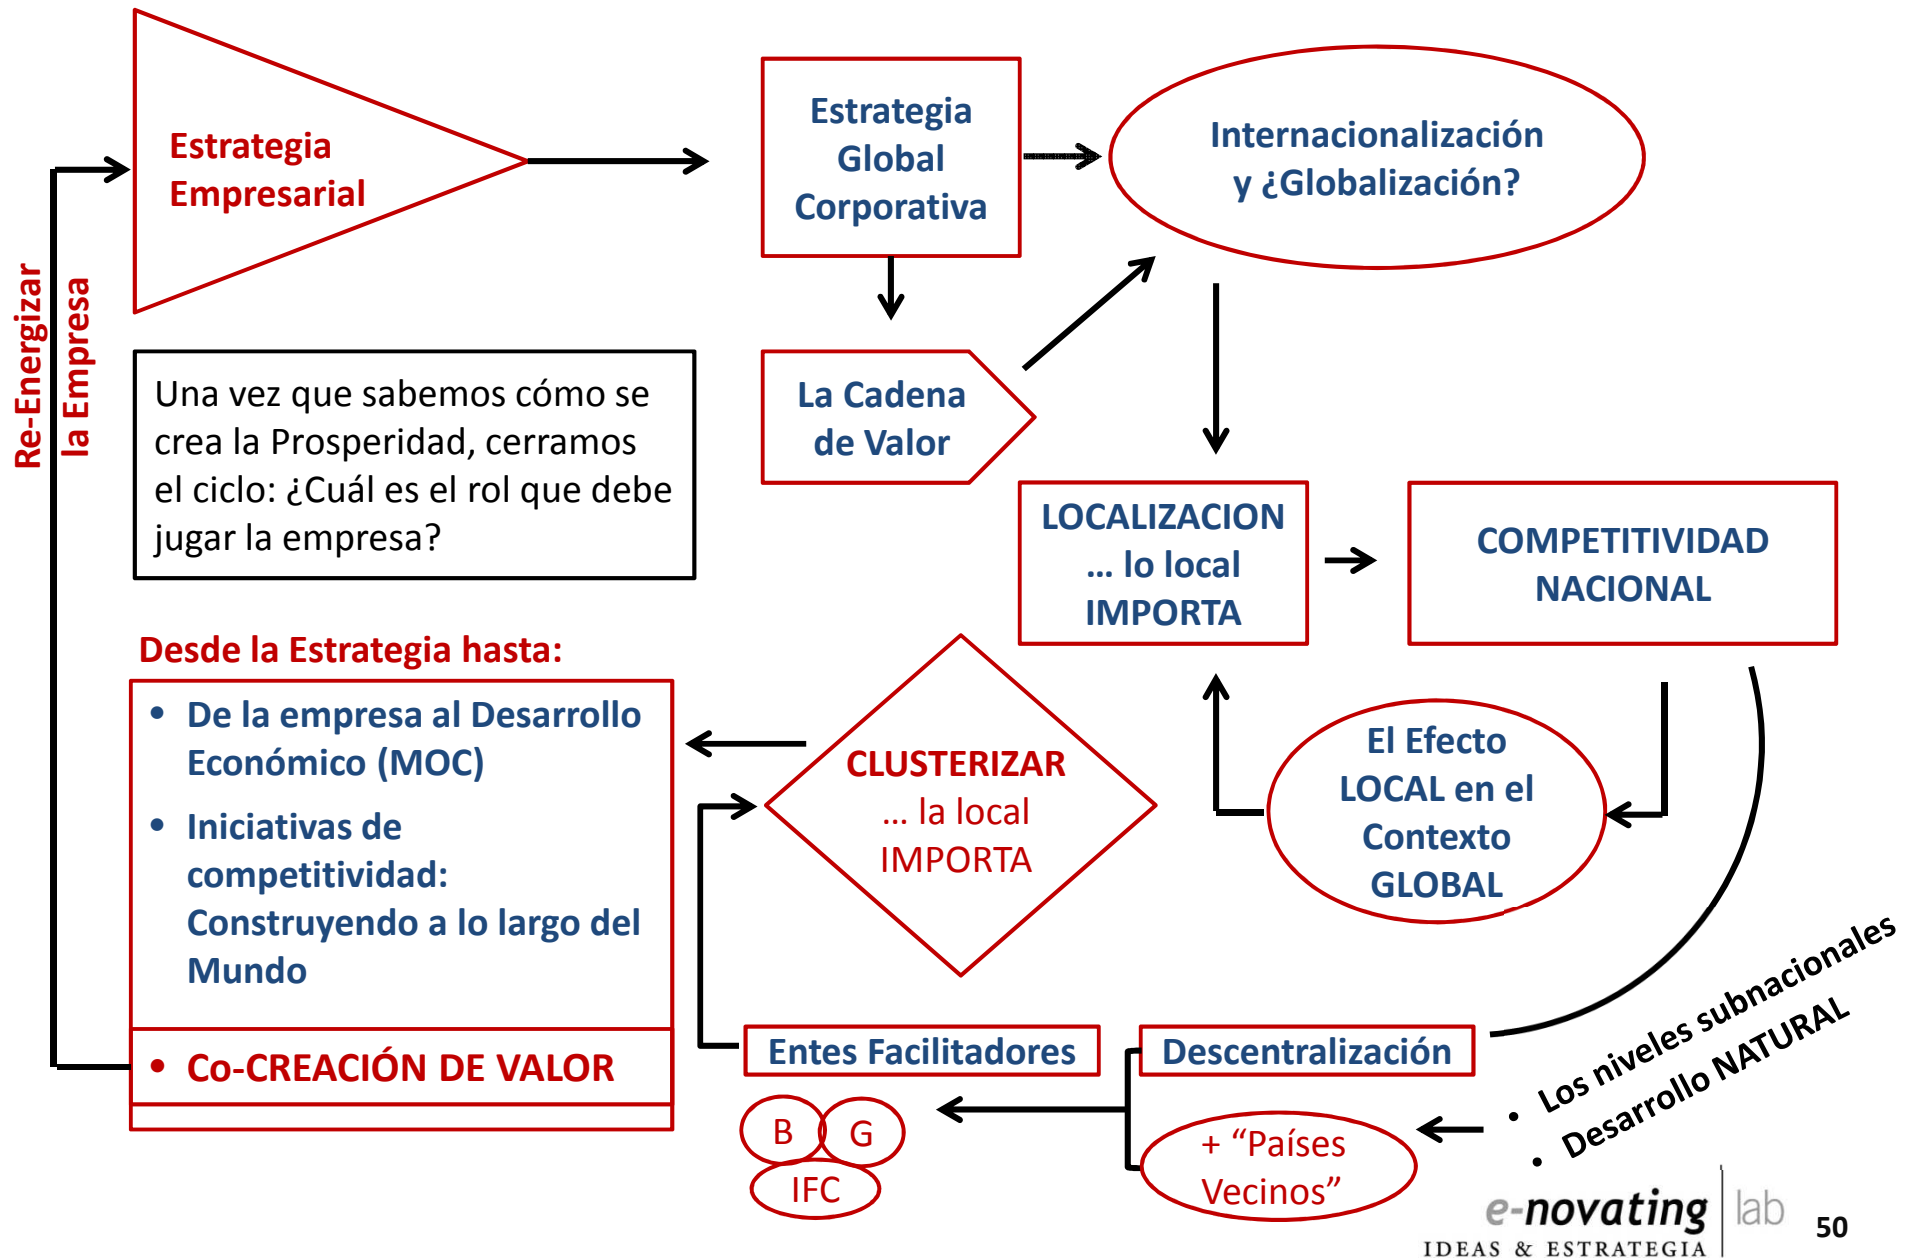 Estrategia
Empresarial
Estrategia
Global
Corporativa
Internacionalización
y ¿Globalización?
Re-Energizar
la Empresa
Una vez que sabemos cómo se
crea la Prosperidad, cerramos
el ciclo: ¿Cuál es el rol que debe
jugar la empresa?
La Cadena
de Valor
LOCALIZACION
... lo local
IMPORTA
COMPETITIVIDAD
NACIONAL
Desde la Estrategia hasta:
• De la empresa al Desarrollo
Económico (MOC)
• Iniciativas de
competitividad:
Construyendo a lo largo del
Mundo
• Co-CREACIÓN DE VALOR
CLUSTERIZAR
... la local
IMPORTA
El Efecto
LOCAL en el
Contexto
GLOBAL
Entes Facilitadores
Descentralización
B
G
IFC
+ “Países
Vecinos”
• Los niveles subnacionales
• Desarrollo NATURAL
e-novating lab
IDEAS & ESTRATEGIA
50